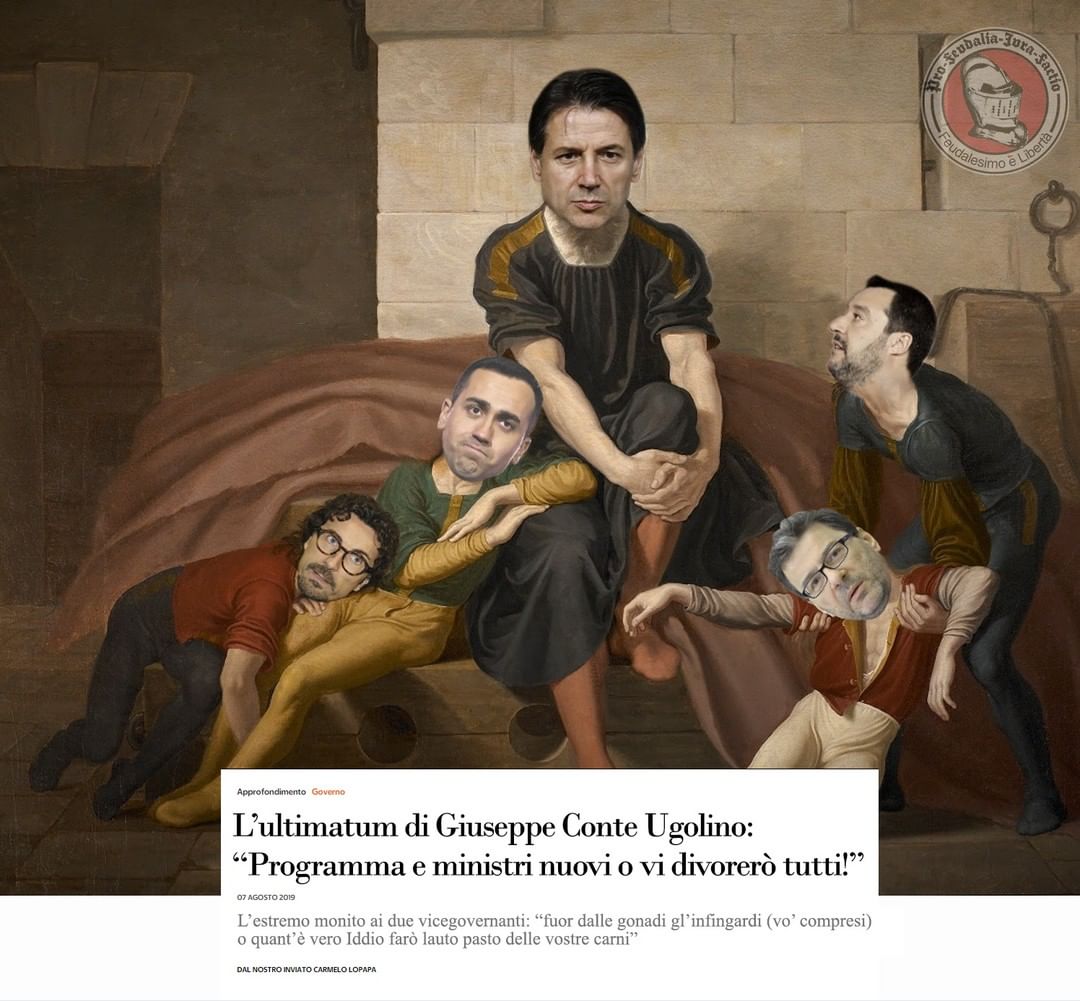 Pro-Feudalia-Jura-Factio
Feudalesimo è Libertà
Approfondimento Governo
L’ultimatum di Giuseppe Conte Ugolino:
“Programma e ministri nuovi o vi divorerò tutti!”
07 AGOSTO 2019
L’estremo monito ai due vicegovernanti: “fuor dalle gonadi gl’infingardi (vo’ compresi)
o quant’è vero Iddio farò lauto pasto delle vostre carni”
DAL NOSTRO INVIATO CARMELO LOPAPA